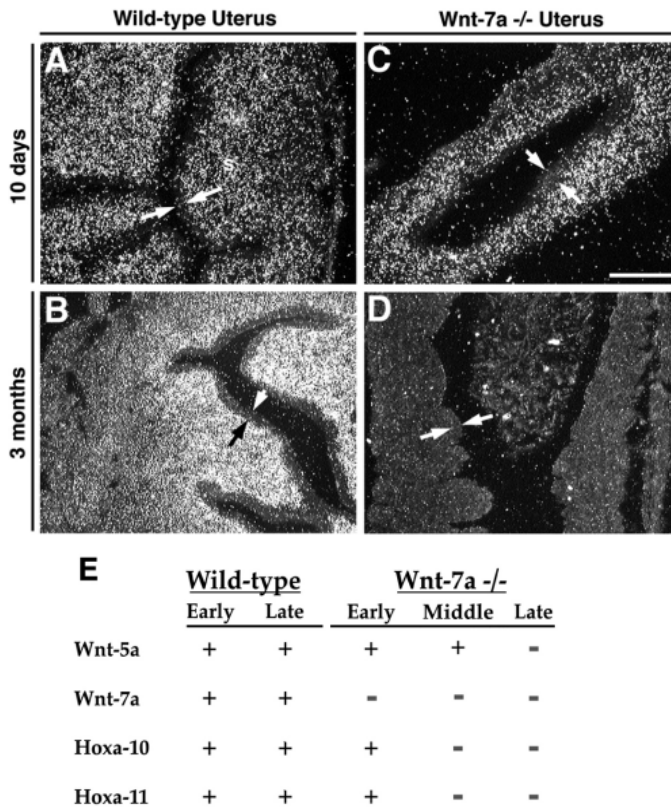 Wild-type Uterus Wnt-7a -/- Uterus
A C
10 days
S
B D
3 months
E
Wild-type Wnt-7a -/-
Early Late Early Middle Late
Wnt-5a + + + + -
Wnt-7a + + - - -
Hoxa-10 + + + - -
Hoxa-11 + + + - -